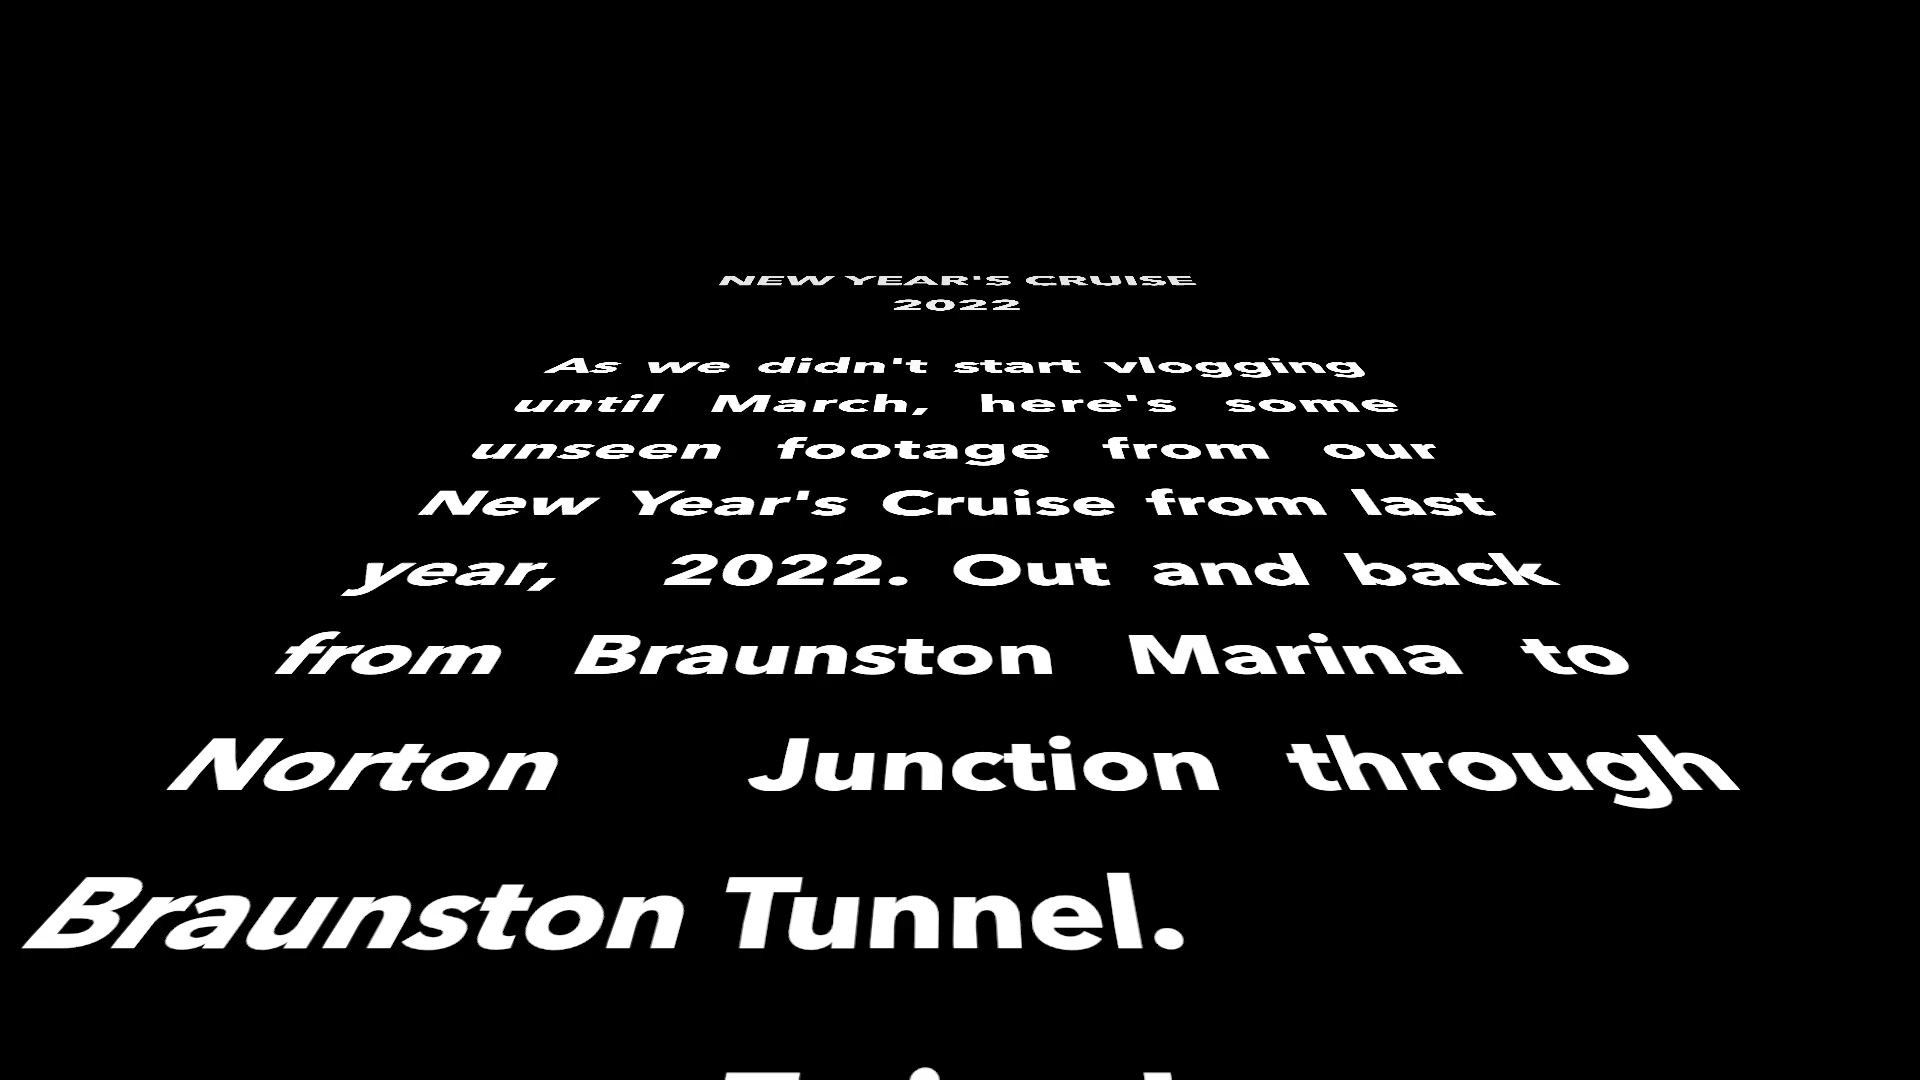 NEW YEAR'S CRUISE
2022
As we didn't start vlogging
until March, here's some
unseen footage from our
New Year's Cruise from last
year, 2022. Out and back
from Braunston Marina to
Norton Junction through
Braunston Tunnel.